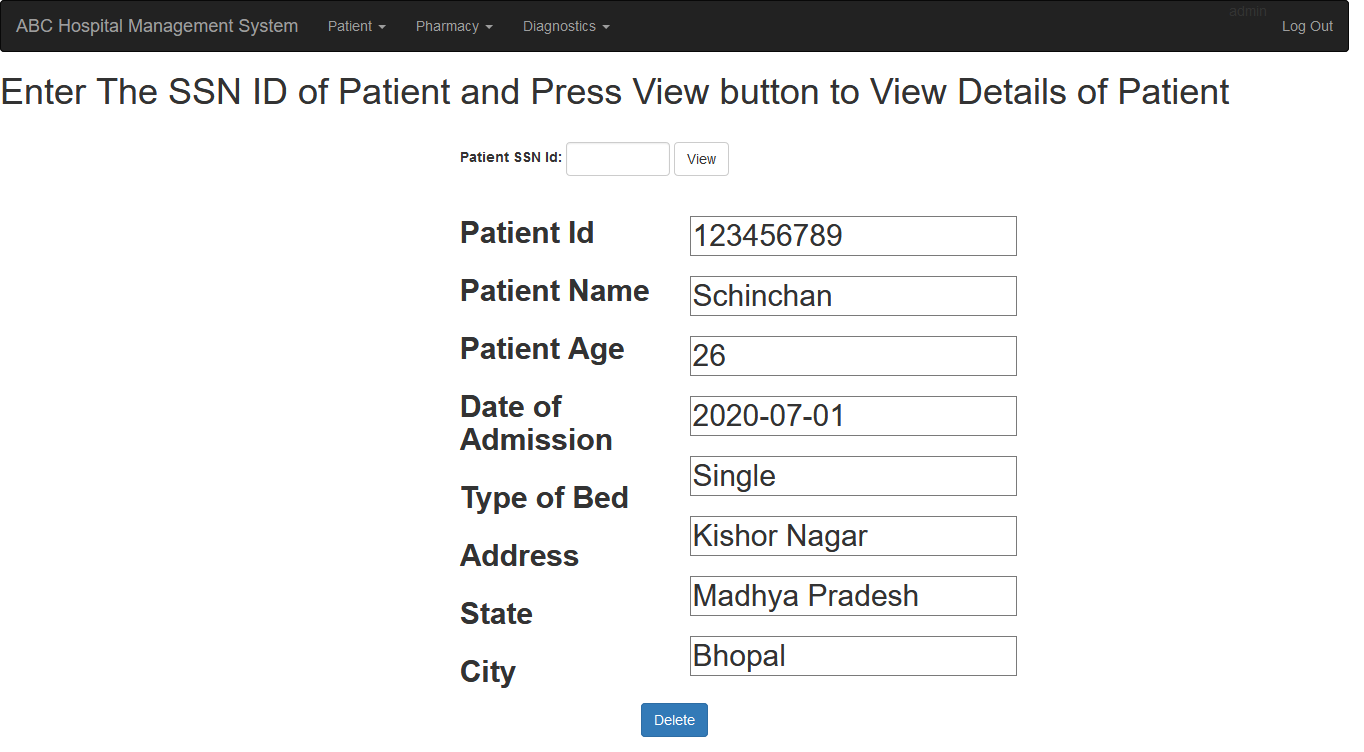 ABC Hospital Management System Patient Pharmacy Diagnostics admin Log Out
Enter The SSN ID of Patient and Press View button to View Details of Patient
Patient SSN Id: View
Patient Id 123456789
Patient Name Schinchan
Patient Age 26
Date of Admission 2020-07-01
Type of Bed Single
Address Kishor Nagar
State Madhya Pradesh
City Bhopal
Delete